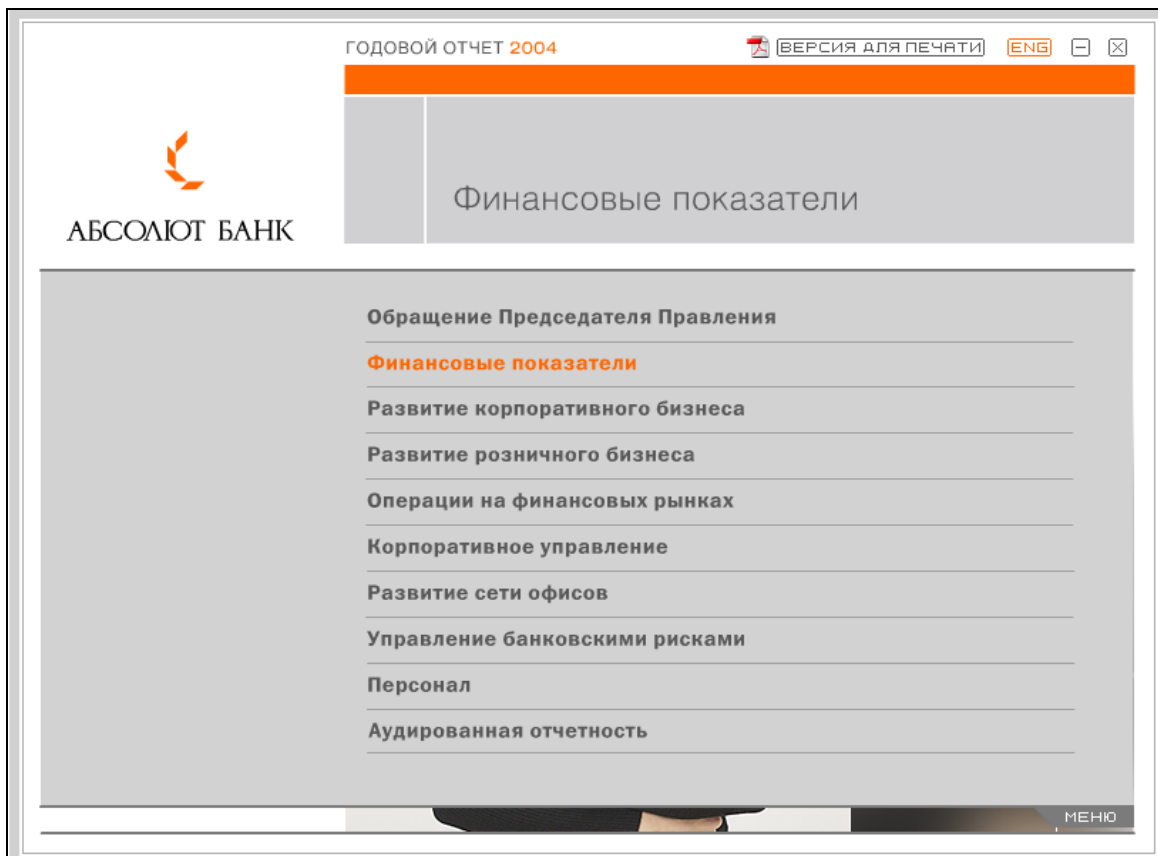 ГОДОВОЙ ОТЧЕТ 2004
ВЕРСИЯ ДЛЯ ПЕЧАТИ
ENG
АБСОЛЮТ БАНК
Финансовые показатели
Обращение Председателя Правления
Финансовые показатели
Развитие корпоративного бизнеса
Развитие розничного бизнеса
Операции на финансовых рынках
Корпоративное управление
Развитие сети офисов
Управление банковскими рисками
Персонал
Аудированная отчетность
МЕНЮ